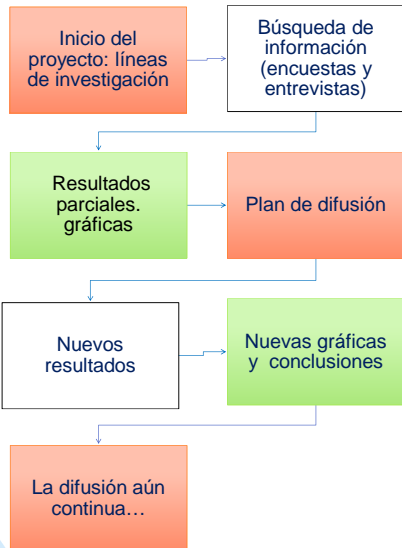 Inicio del
proyecto: líneas
de investigación
Búsqueda de
información
(encuestas y
entrevistas)
Resultados
parciales.
gráficas
Plan de difusión
Nuevos
resultados
Nuevas gráficas
y conclusiones
La difusión aún
continua…